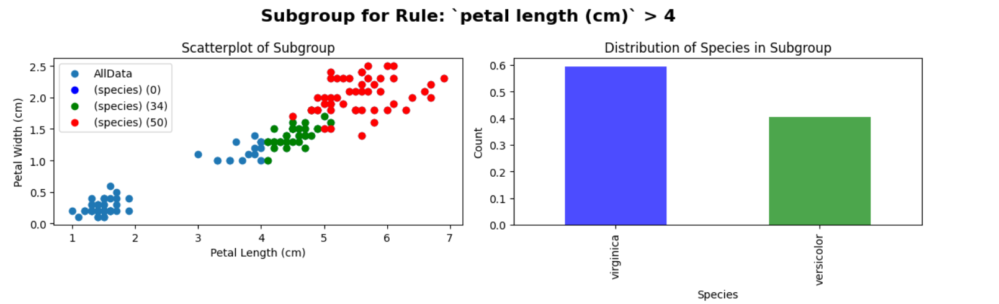 Subgroup for Rule: `petal length (cm)` > 4
Scatterplot of Subgroup
AllData
(species) (0)
(species) (34)
(species) (50)
Petal Width (cm)
2.5
2.0
1.5
1.0
0.5
0.0
1 2 3 4 5 6 7
Petal Length (cm)
Distribution of Species in Subgroup
Count
0.6
0.5
0.4
0.3
0.2
0.1
0.0
virginica
versicolor
Species